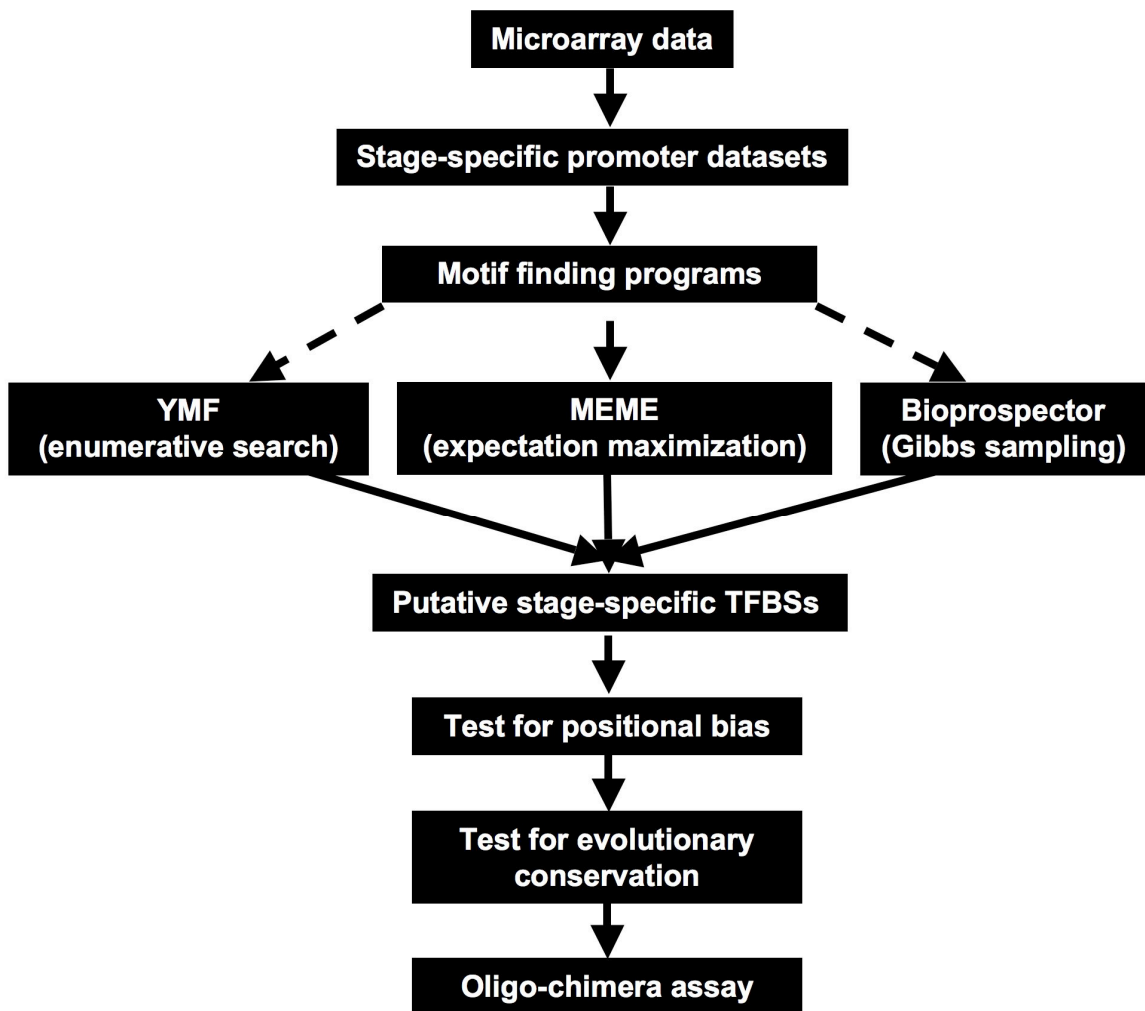 Microarray data
Stage-specific promoter datasets
Motif finding programs
YMF
(enumerative search)
MEME
(expectation maximization)
Bioprospector
(Gibbs sampling)
Putative stage-specific TFBSs
Test for positional bias
Test for evolutionary
conservation
Oligo-chimera assay